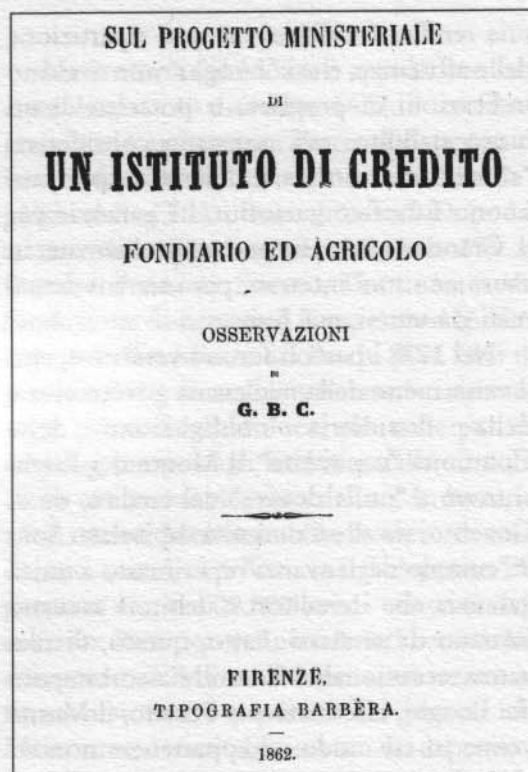 SUL PROGETTO MINISTERIALE
DI
UN ISTITUTO DI CREDITO
FONDIARIO ED AGRICOLO
OSSERVAZIONI
DI
G. B. C.
FIRENZE,
TIPOGRAFIA BARBÈRA.
1862.